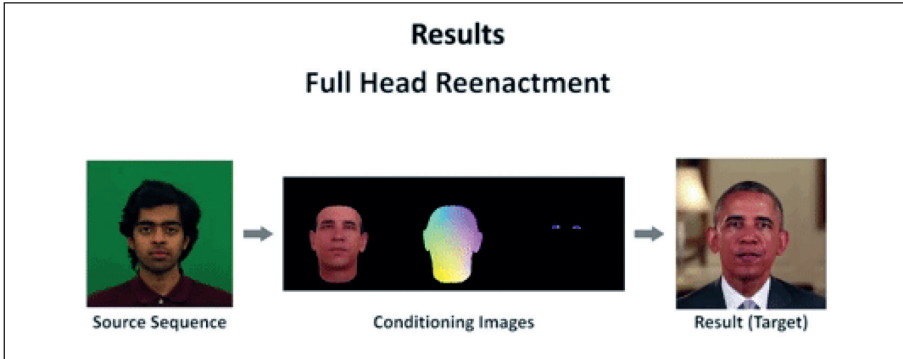 Results
Full Head Reenactment
Source Sequence
Conditioning Images
Result (Target)